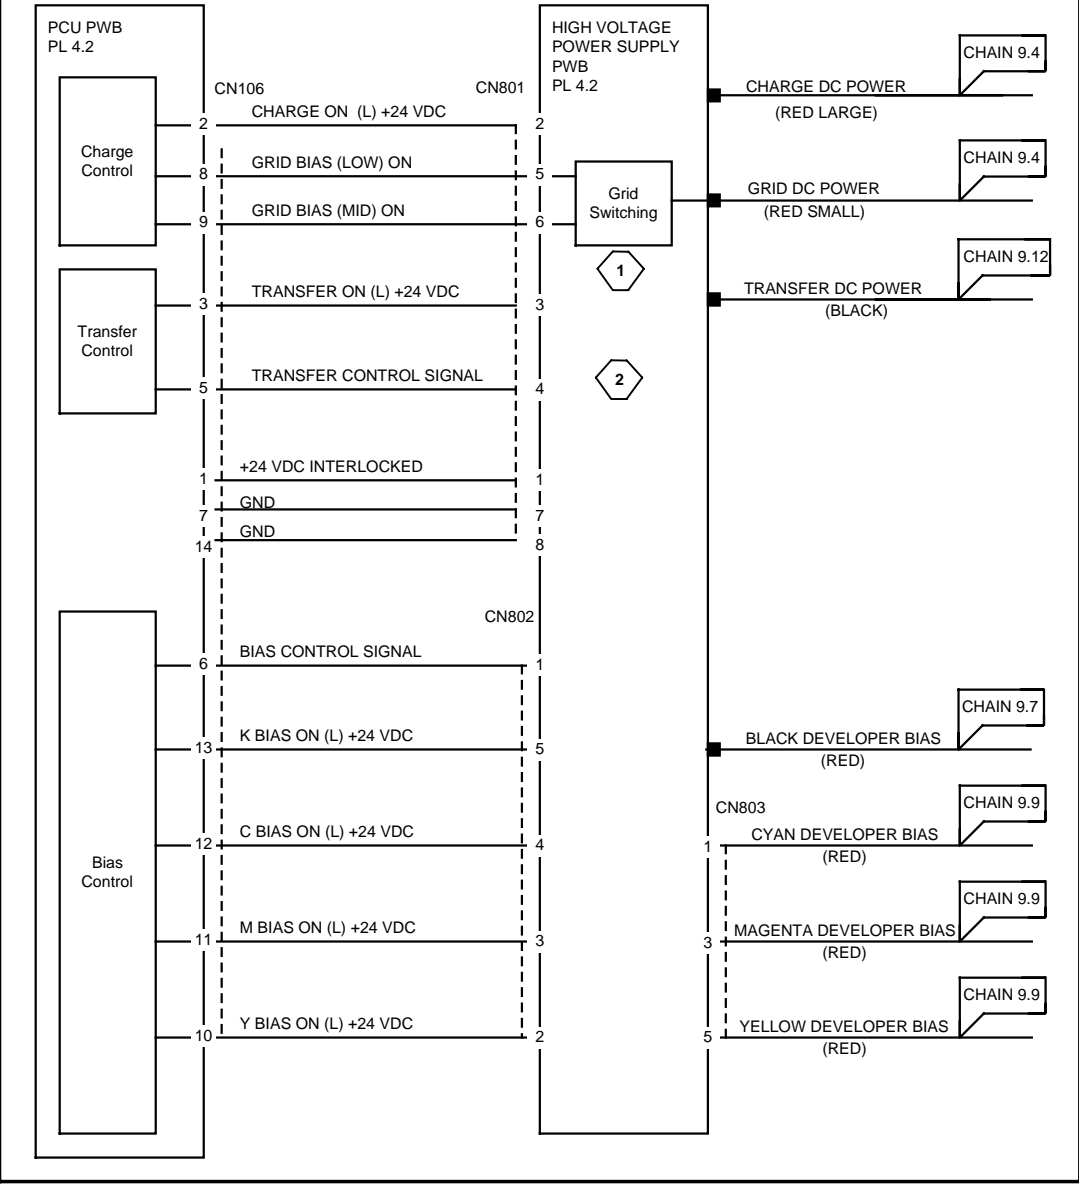 PCU PWB
PL 4.2
HIGH VOLTAGE
POWER SUPPLY
PWB
PL 4.2
CN106
CN801
Charge
Control
2
CHARGE ON (L) +24 VDC
2
8
GRID BIAS (LOW) ON
5
9
GRID BIAS (MID) ON
6
Grid
Switching
1
CHARGE DC POWER
(RED LARGE)
CHAIN 9.4
GRID DC POWER
(RED SMALL)
CHAIN 9.4
TRANSFER DC POWER
(BLACK)
CHAIN 9.12
Transfer
Control
3
TRANSFER ON (L) +24 VDC
3
5
TRANSFER CONTROL SIGNAL
4
2
1
+24 VDC INTERLOCKED
1
7
GND
7
14
GND
8
CN802
Bias
Control
6
BIAS CONTROL SIGNAL
1
13
K BIAS ON (L) +24 VDC
5
BLACK DEVELOPER BIAS
(RED)
CHAIN 9.7
CN803
12
C BIAS ON (L) +24 VDC
4
1
CYAN DEVELOPER BIAS
(RED)
CHAIN 9.9
11
M BIAS ON (L) +24 VDC
3
3
MAGENTA DEVELOPER BIAS
(RED)
CHAIN 9.9
10
Y BIAS ON (L) +24 VDC
2
5
YELLOW DEVELOPER BIAS
(RED)
CHAIN 9.9